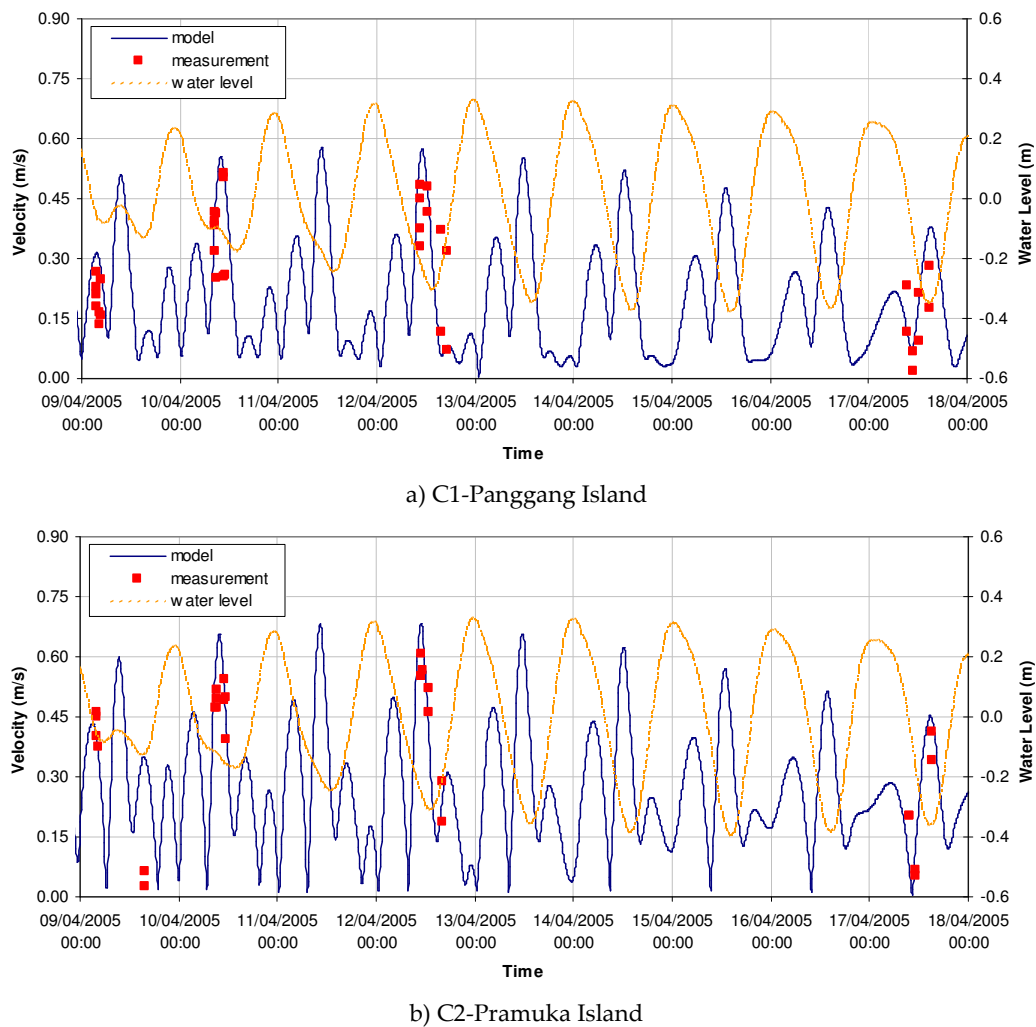 0.90
0.75
0.60
0.45
0.30
0.15
0.00
Velocity (m/s)
model
measurement
water level
0.6
0.4
0.2
0.0
-0.2
-0.4
-0.6
Water Level (m)
09/04/2005 10/04/2005 11/04/2005 12/04/2005 13/04/2005 14/04/2005 15/04/2005 16/04/2005 17/04/2005 18/04/2005
00:00 00:00 00:00 00:00 00:00 00:00 00:00 00:00 00:00 00:00
Time
a) C1-Panggang Island
0.90
0.75
0.60
0.45
0.30
0.15
0.00
Velocity (m/s)
model
measurement
water level
0.6
0.4
0.2
0.0
-0.2
-0.4
-0.6
Water Level (m)
09/04/2005 10/04/2005 11/04/2005 12/04/2005 13/04/2005 14/04/2005 15/04/2005 16/04/2005 17/04/2005 18/04/2005
00:00 00:00 00:00 00:00 00:00 00:00 00:00 00:00 00:00 00:00
Time
b) C2-Pramuka Island